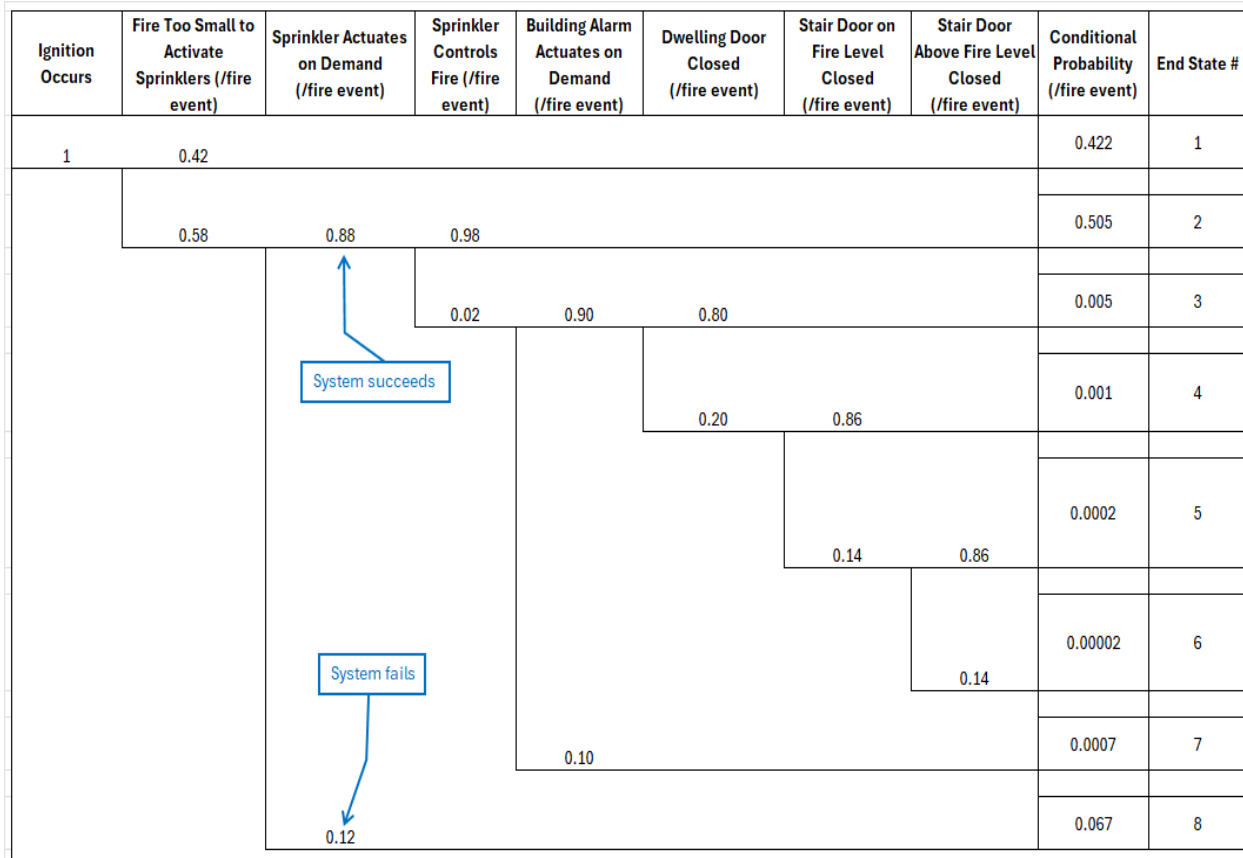 Ignition
Occurs
Fire Too Small to
Activate
Sprinklers (/fire
event)
Sprinkler Actuates
on Demand
(/fire event)
Sprinkler
Controls
Fire (/fire
event)
Building Alarm
Actuates on
Demand
(/fire event)
Dwelling Door
Closed
(/fire event)
Stair Door on
Fire Level
Closed
(/fire event)
Stair Door
Above Fire Level
Closed
(/fire event)
Conditional
Probability
(/fire event)
End State #
1 0.42 0.422 1
0.58 0.88 0.98 0.505 2
0.02 0.90 0.80 0.005 3
System succeeds
0.20 0.86 0.001 4
0.14 0.86 0.0002 5
0.14 0.00002 6
System fails
0.10 0.0007 7
0.12 0.067 8